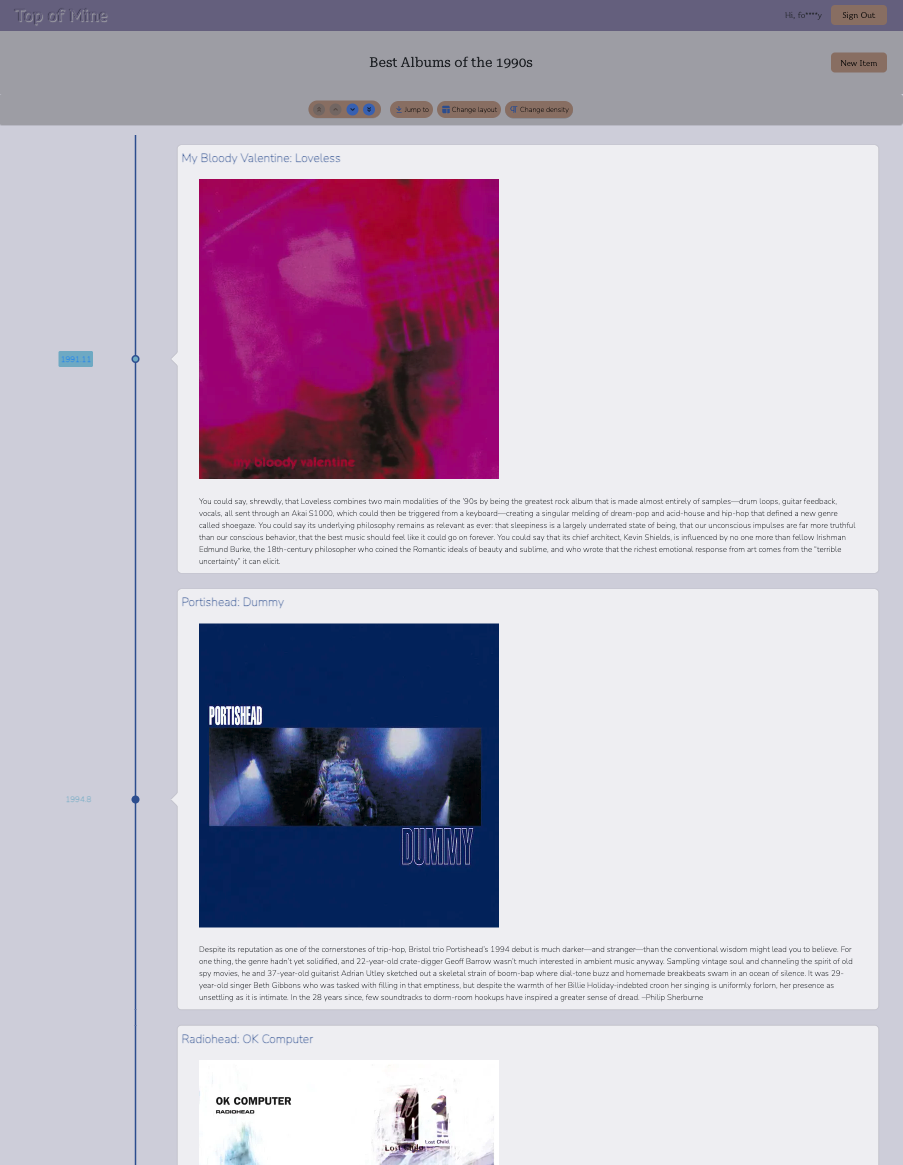 Top of Mine
Hi, fo****y
Sign Out
Best Albums of the 1990s
New Item
Jump to
Change layout
Change density
My Bloody Valentine: Loveless
my bloody valentine
1991.11
You could say, shrewdly, that Loveless combines two main modalities of the '90s by being the greatest rock album that is made almost entirely of samples—drum loops, guitar feedback,
vocals, all sent through an Akai S1000, which could then be triggered from a keyboard—creating a singular melding of dream-pop and acid-house and hip-hop that defined a new genre
called shoegaze. You could say its underlying philosophy remains as relevant as ever: that sleepiness is a largely underrated state of being, that our unconscious impulses are far more truthful
than our conscious behavior, that the best music should feel like it could go on forever. You could say that its chief architect, Kevin Shields, is influenced by no one more than fellow Irishman
Edmund Burke, the 18th-century philosopher who coined the Romantic ideals of beauty and sublime, and who wrote that the richest emotional response from art comes from the “terrible
uncertainty” it can elicit.
Portishead: Dummy
PORTISHEAD
DUMMY
1994.8
Despite its reputation as one of the cornerstones of trip-hop, Bristol trio Portishead's 1994 debut is much darker—and stranger—than the conventional wisdom might lead you to believe. For
one thing, the genre hadn't yet solidified, and 22-year-old crate-digger Geoff Barrow wasn't much interested in ambient music anyway. Sampling vintage soul and channeling the spirit of old
spy movies, he and 37-year-old guitarist Adrian Utley sketched out a skeletal strain of boom-bap where dial-tone buzz and homemade breakbeats swam in an ocean of silence. It was 29-
year-old singer Beth Gibbons who was tasked with filling in that emptiness, but despite the warmth of her Billie Holiday-indebted croon her singing is uniformly forlorn, her presence as
unsettling as it is intimate. In the 28 years since, few soundtracks to dorm-room hookups have inspired a greater sense of dread. –Philip Sherburne
Radiohead: OK Computer
OK COMPUTER
RADIOHEAD
Lost Child
Lost Child